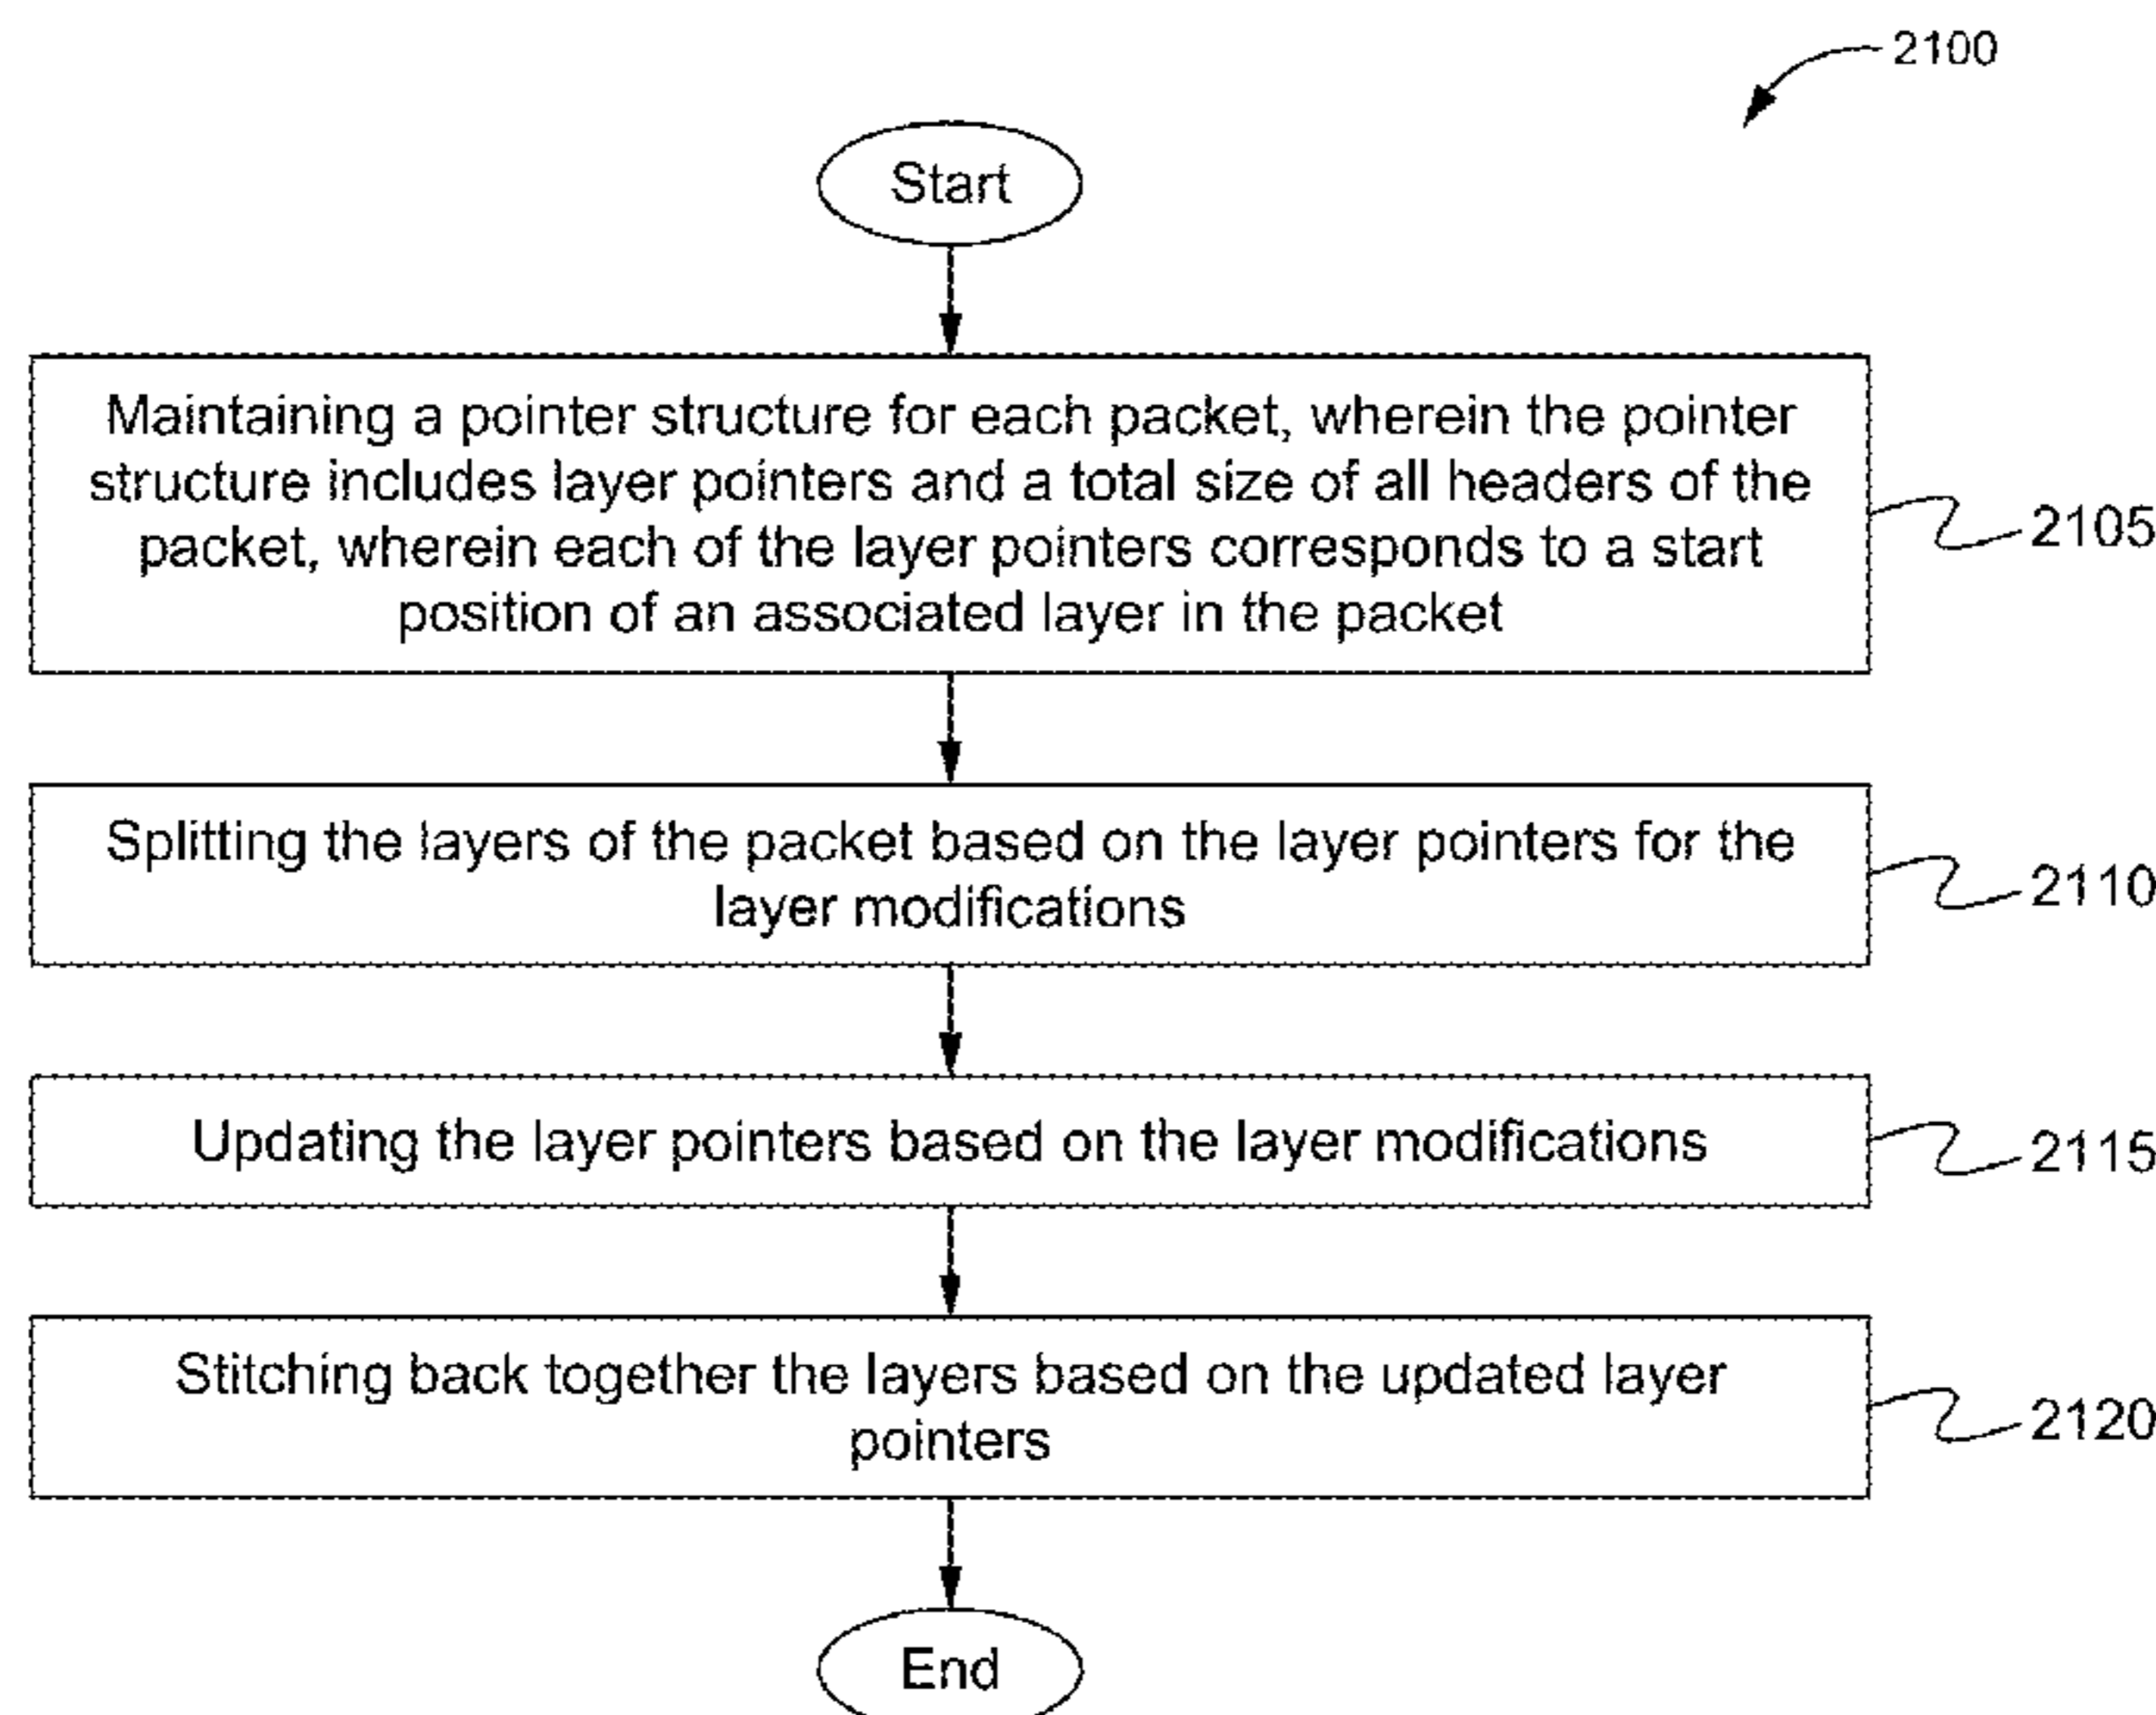 2100
Start
Maintaining a pointer structure for each packet, wherein the pointer
structure includes layer pointers and a total size of all headers of the
packet, wherein each of the layer pointers corresponds to a start
position of an associated layer in the packet
2105
Splitting the layers of the packet based on the layer pointers for the
layer modifications
2110
Updating the layer pointers based on the layer modifications
2115
Stitching back together the layers based on the updated layer
pointers
2120
End